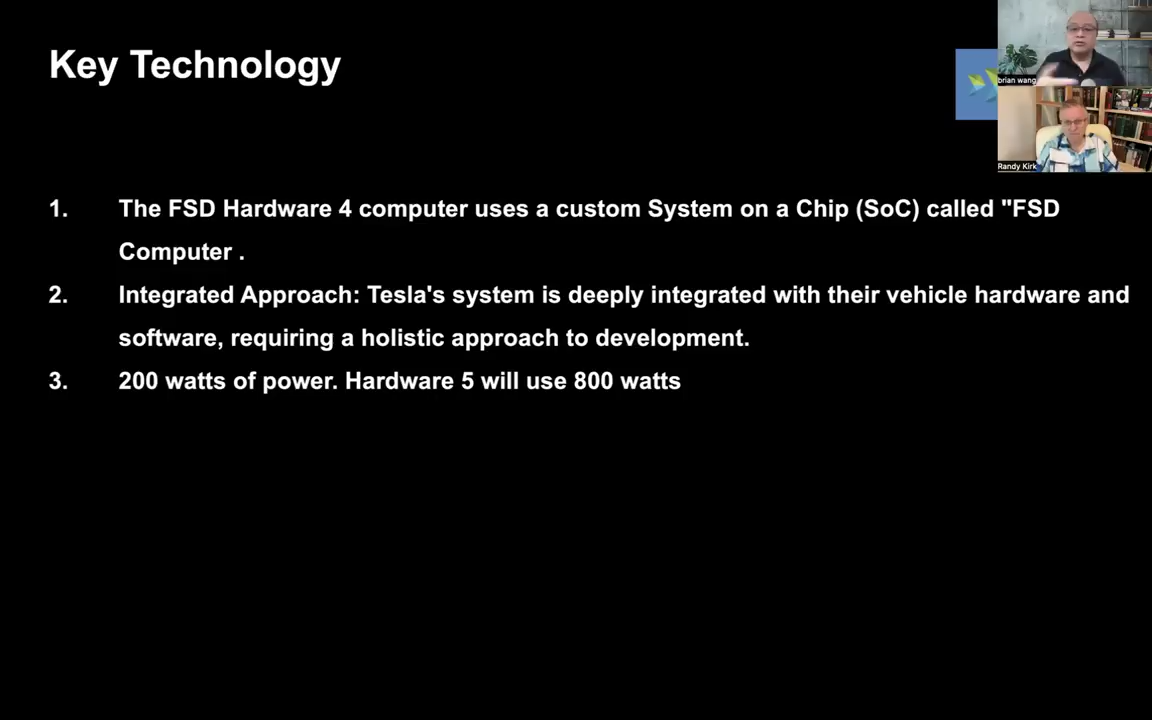 Key Technology
brian wang
Randy Kirk
1. The FSD Hardware 4 computer uses a custom System on a Chip (SoC) called "FSD
Computer .
2. Integrated Approach: Tesla's system is deeply integrated with their vehicle hardware and
software, requiring a holistic approach to development.
3. 200 watts of power. Hardware 5 will use 800 watts